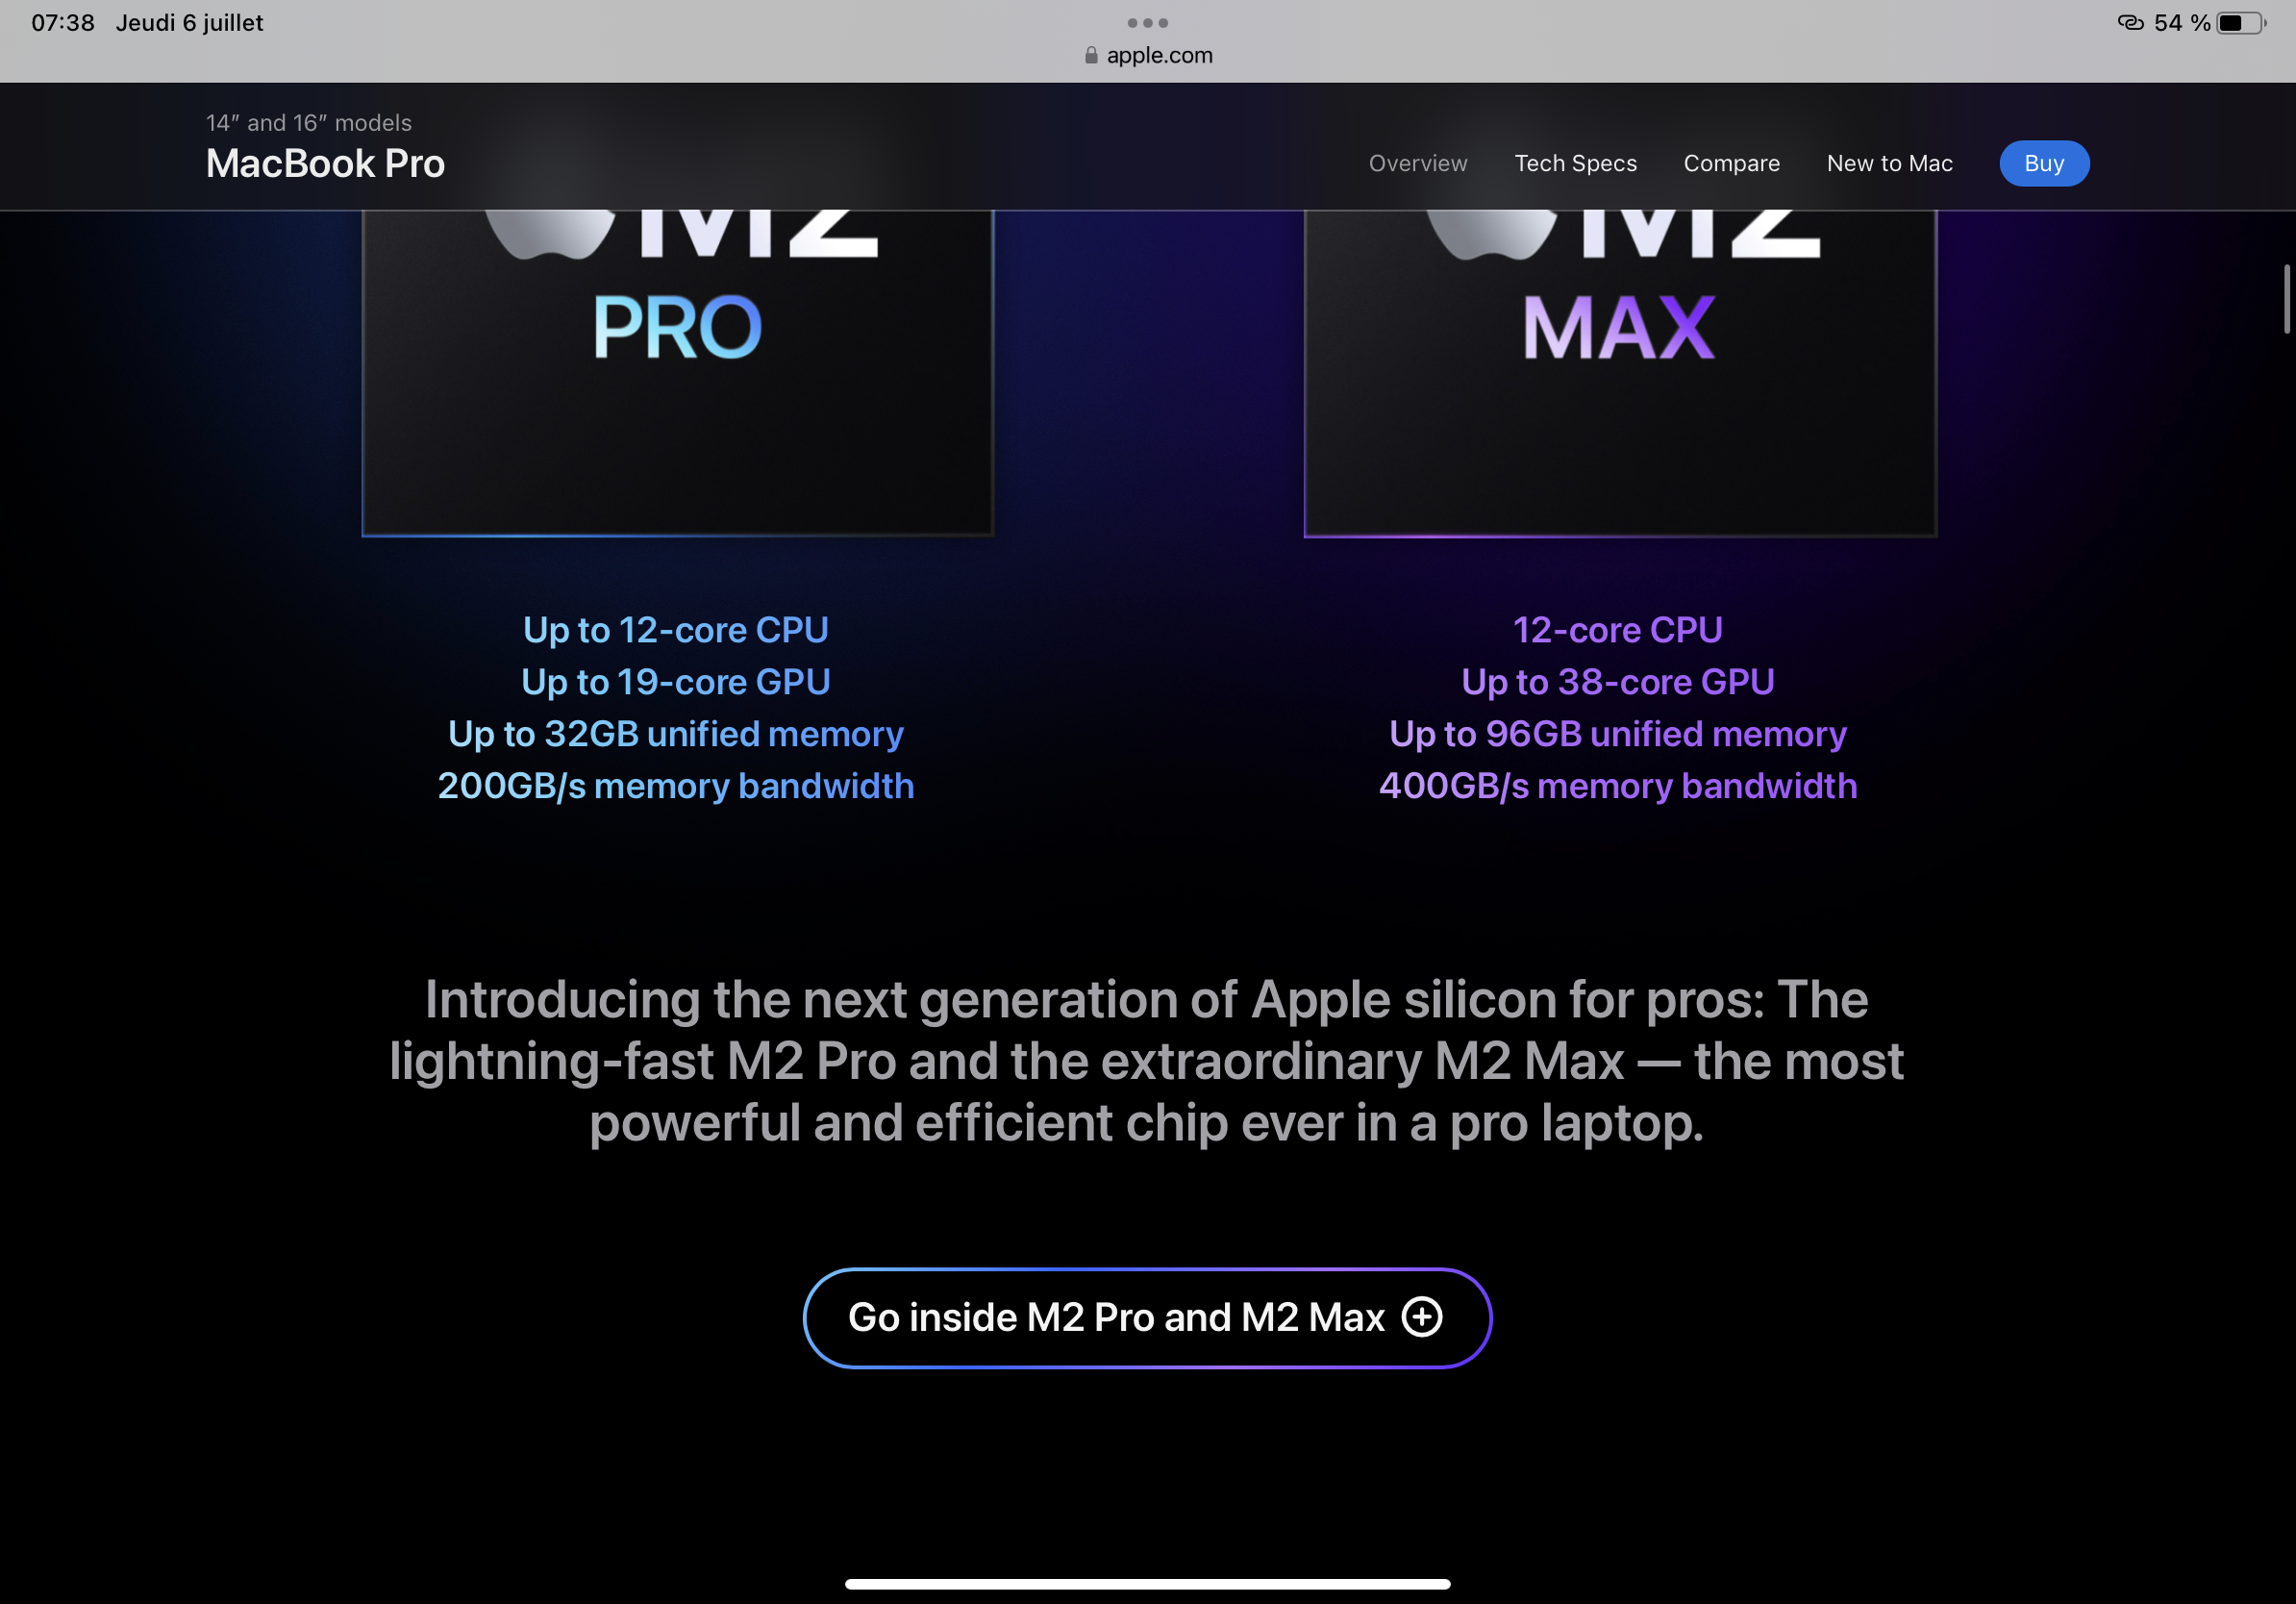 07:38 Jeudi 6 juillet
54 %
apple.com
14” and 16” models
MacBook Pro
Overview Tech Specs Compare New to Mac Buy
M2
PRO
M2
MAX
Up to 12-core CPU
Up to 19-core GPU
Up to 32GB unified memory
200GB/s memory bandwidth
12-core CPU
Up to 38-core GPU
Up to 96GB unified memory
400GB/s memory bandwidth
Introducing the next generation of Apple silicon for pros: The
lightning-fast M2 Pro and the extraordinary M2 Max — the most
powerful and efficient chip ever in a pro laptop.
Go inside M2 Pro and M2 Max